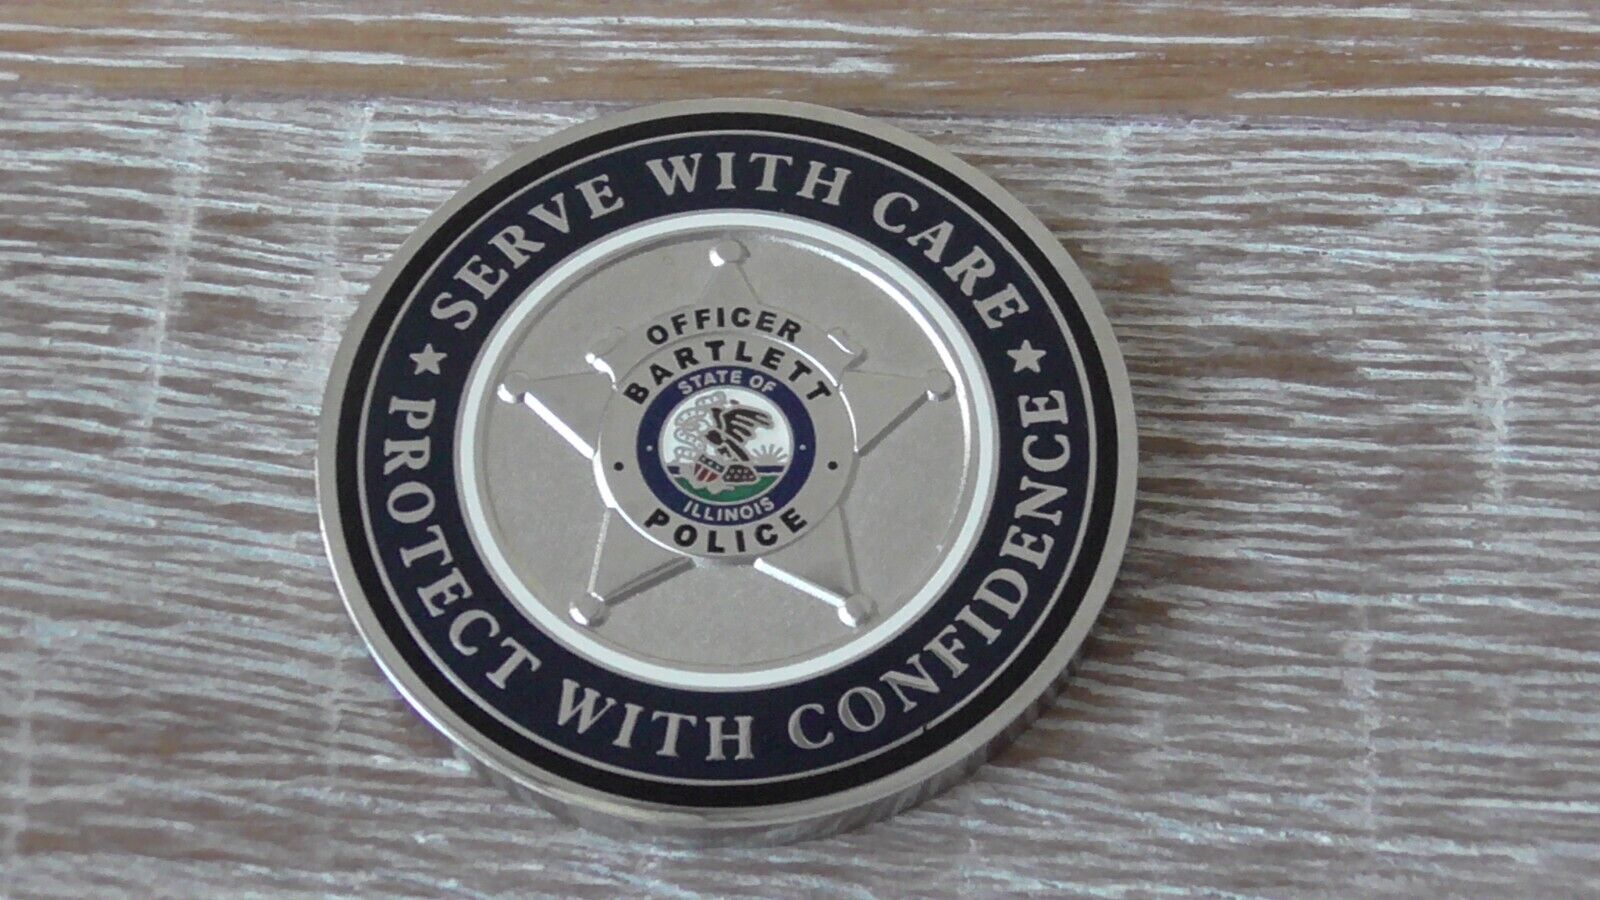 SERVE WITH CARE
PROTECT WITH CONFIDENCE
OFFICER
BARTLETT
STATE OF
ILLINOIS
POLICE